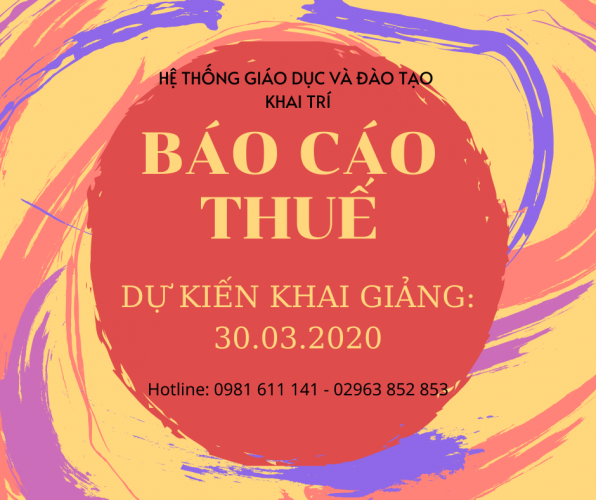 HỆ THỐNG GIÁO DỤC VÀ ĐÀO TẠO
KHAI TRÍ
BÁO CÁO
THUẾ
DỰ KIẾN KHAI GIẢNG:
30.03.2020
Hotline: 0981 611 141 - 02963 852 853